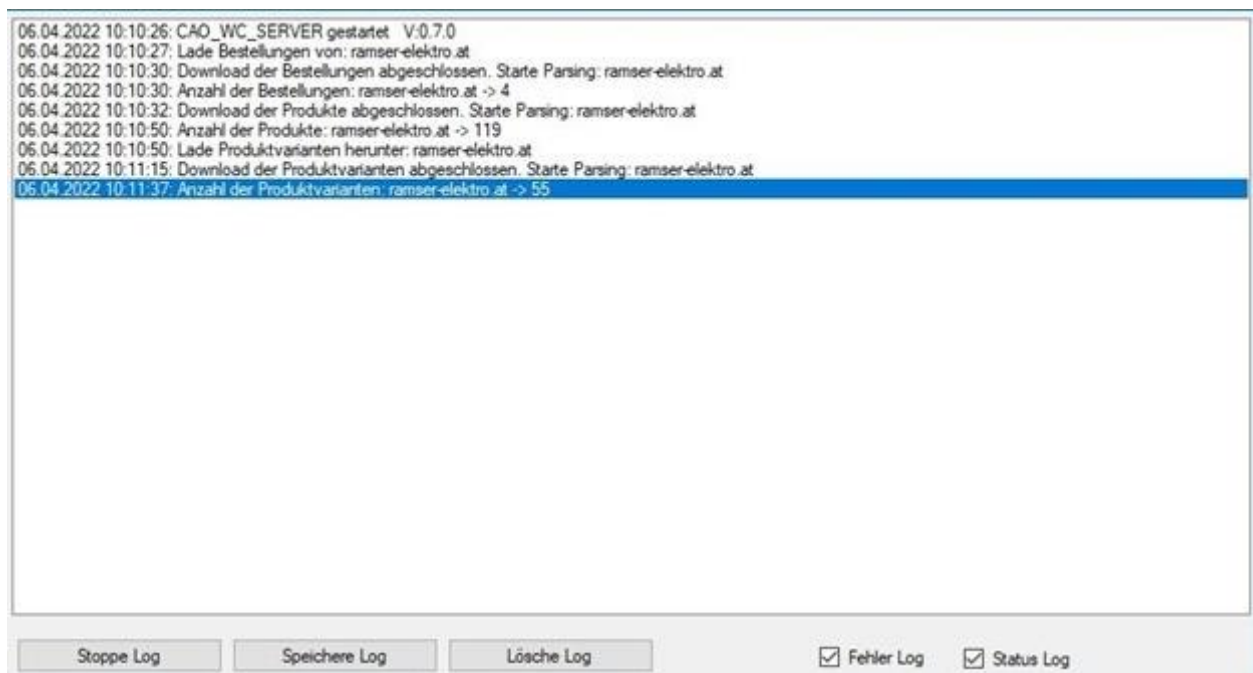 06.04.2022 10:10:26: CAO_WC_SERVER gestartet V:0.7.0
06.04.2022 10:10:27: Lade Bestellungen von: ramser-elektro.at
06.04.2022 10:10:30: Download der Bestellungen abgeschlossen. Starte Parsing: ramser-elektro.at
06.04.2022 10:10:30: Anzahl der Bestellungen: ramser-elektro.at -> 4
06.04.2022 10:10:32: Download der Produkte abgeschlossen. Starte Parsing: ramser-elektro.at
06.04.2022 10:10:50: Anzahl der Produkte: ramser-elektro.at -> 119
06.04.2022 10:10:50: Lade Produktvarianten herunter: ramser-elektro.at
06.04.2022 10:11:15: Download der Produktvarianten abgeschlossen. Starte Parsing: ramser-elektro.at
06.04.2022 10:11:37: Anzahl der Produktvarianten: ramser-elektro.at -> 55
Stoppe Log Speichere Log Lösche Log Fehler Log Status Log